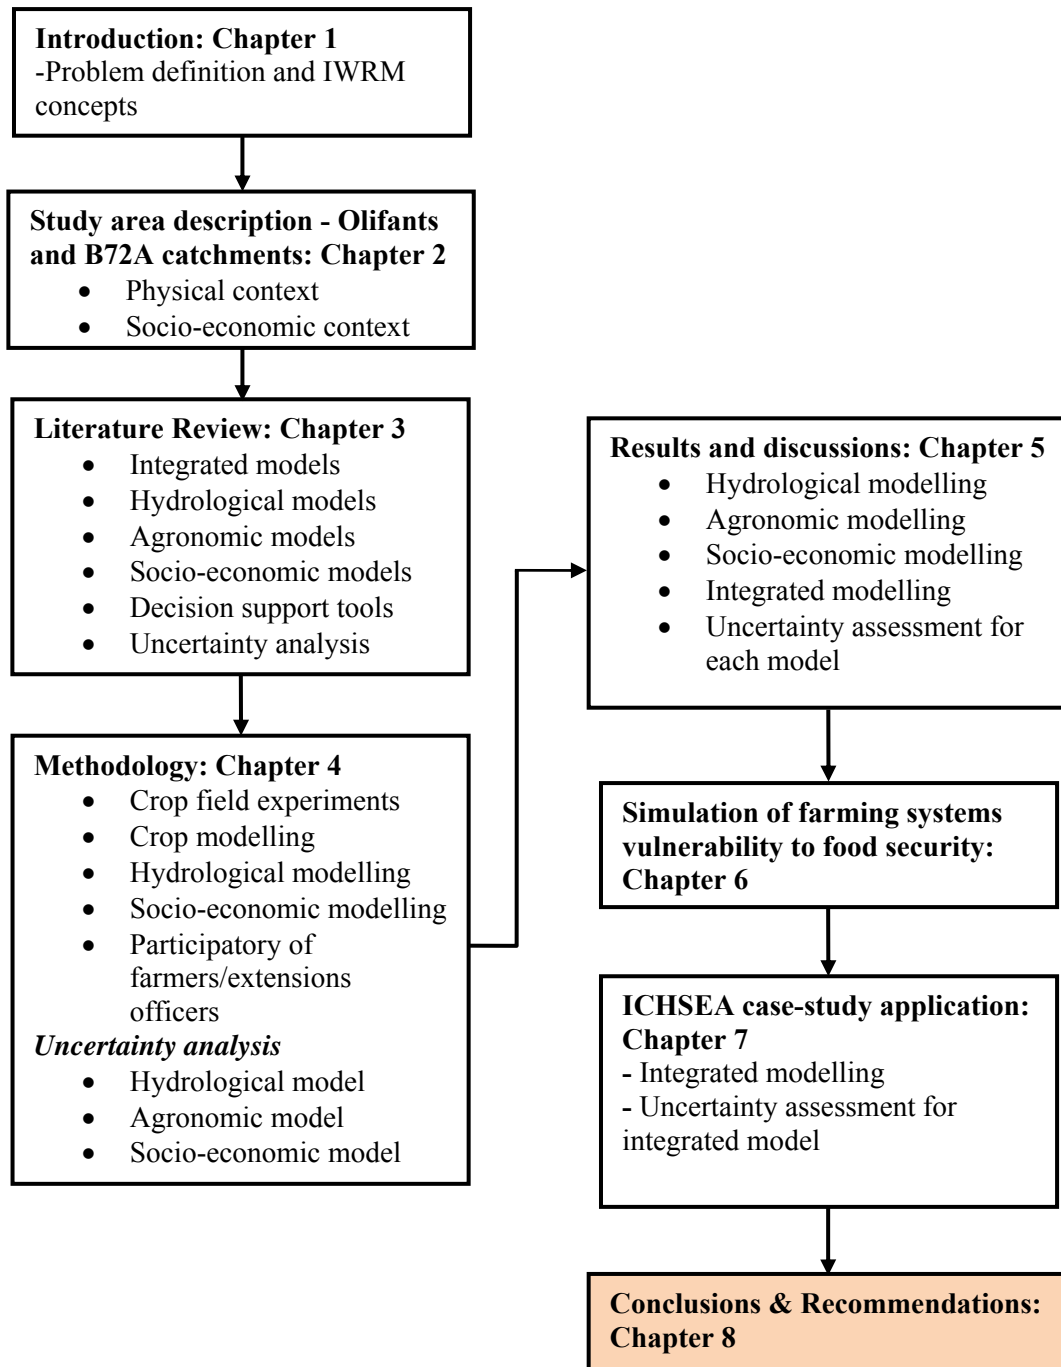 Introduction: Chapter 1
-Problem definition and IWRM
concepts
Study area description - Olifants
and B72A catchments: Chapter 2
• Physical context
• Socio-economic context
Literature Review: Chapter 3
• Integrated models
• Hydrological models
• Agronomic models
• Socio-economic models
• Decision support tools
• Uncertainty analysis
Methodology: Chapter 4
• Crop field experiments
• Crop modelling
• Hydrological modelling
• Socio-economic modelling
• Participatory of
farmers/extensions
officers
Uncertainty analysis
• Hydrological model
• Agronomic model
• Socio-economic model
Results and discussions: Chapter 5
• Hydrological modelling
• Agronomic modelling
• Socio-economic modelling
• Integrated modelling
• Uncertainty assessment for
each model
Simulation of farming systems
vulnerability to food security:
Chapter 6
ICHSEA case-study application:
Chapter 7
- Integrated modelling
- Uncertainty assessment for
integrated model
Conclusions & Recommendations:
Chapter 8